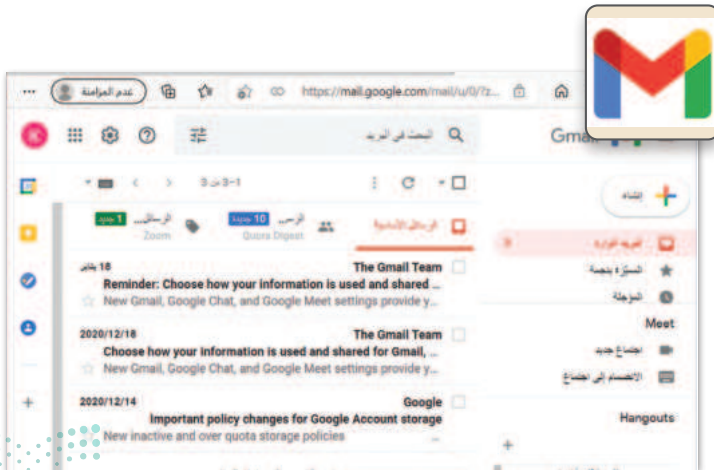 عدم المزامنة
https://mail.google.com/mail/u/0/?z...
Gmail
البحث في البريد
إنشاء
1–3 من 3
البريد الوارد
3
المميّزة بنجمة
المؤجلة
Meet
اجتماع جديد
الانضمام إلى اجتماع
Hangouts
الرسائل الأساسية
10 جديدة
Quora Digest
الرسائل...
1 جديد
Zoom
The Gmail Team
18 يناير
Reminder: Choose how your information is used and shared ...
New Gmail, Google Chat, and Google Meet settings provide y...
The Gmail Team
2020/12/18
Choose how your information is used and shared for Gmail, ...
New Gmail, Google Chat, and Google Meet settings provide y...
Google
2020/12/14
Important policy changes for Google Account storage
New inactive and over quota storage policies
...